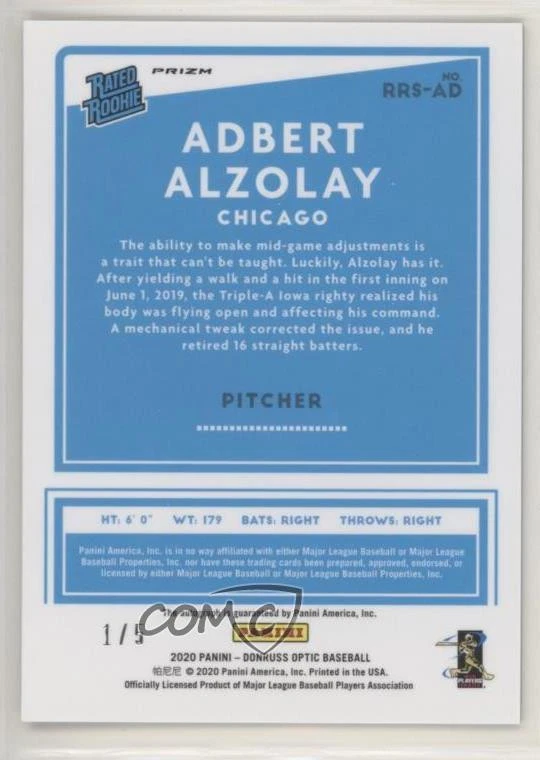 RATED
ROOKIE
PRIZM
NO.
RRS-AD
ADBERT
ALZOLAY
CHICAGO
The ability to make mid-game adjustments is
a trait that can't be taught. Luckily, Alzolay has it.
After yielding a walk and a hit in the first inning on
June 1, 2019, the Triple-A Iowa righty realized his
body was flying open and affecting his command.
A mechanical tweak corrected the issue, and he
retired 16 straight batters.
PITCHER
HT: 6' 0" WT: 179 BATS: RIGHT THROWS: RIGHT
Panini America, Inc. is in no way affiliated with either Major League Baseball or Major League
Baseball Properties, Inc. nor have these trading cards been prepared, approved, endorsed, or
licensed by either Major League Baseball or Major League Baseball Properties, Inc.
The autograph is guaranteed by Panini America, Inc.
1/5
COMC
PANINI
2020 PANINI – DONRUSS OPTIC BASEBALL
帕尼尼 © 2020 Panini America, Inc. Printed in the USA.
Officially Licensed Product of Major League Baseball Players Association
PLAYERS